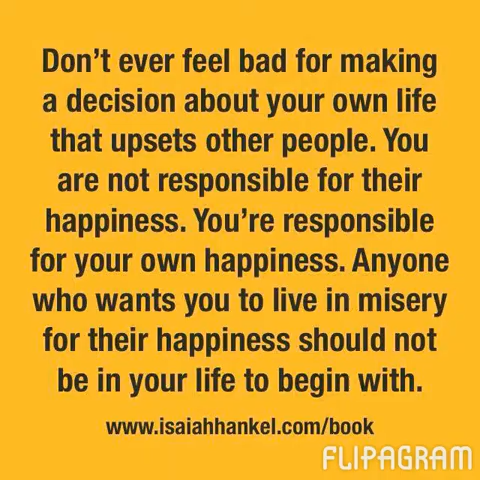 Don't ever feel bad for making
a decision about your own life
that upsets other people. You
are not responsible for their
happiness. You're responsible
for your own happiness. Anyone
who wants you to live in misery
for their happiness should not
be in your life to begin with.
www.isaiahhankel.com/book
FLIPAGRAM